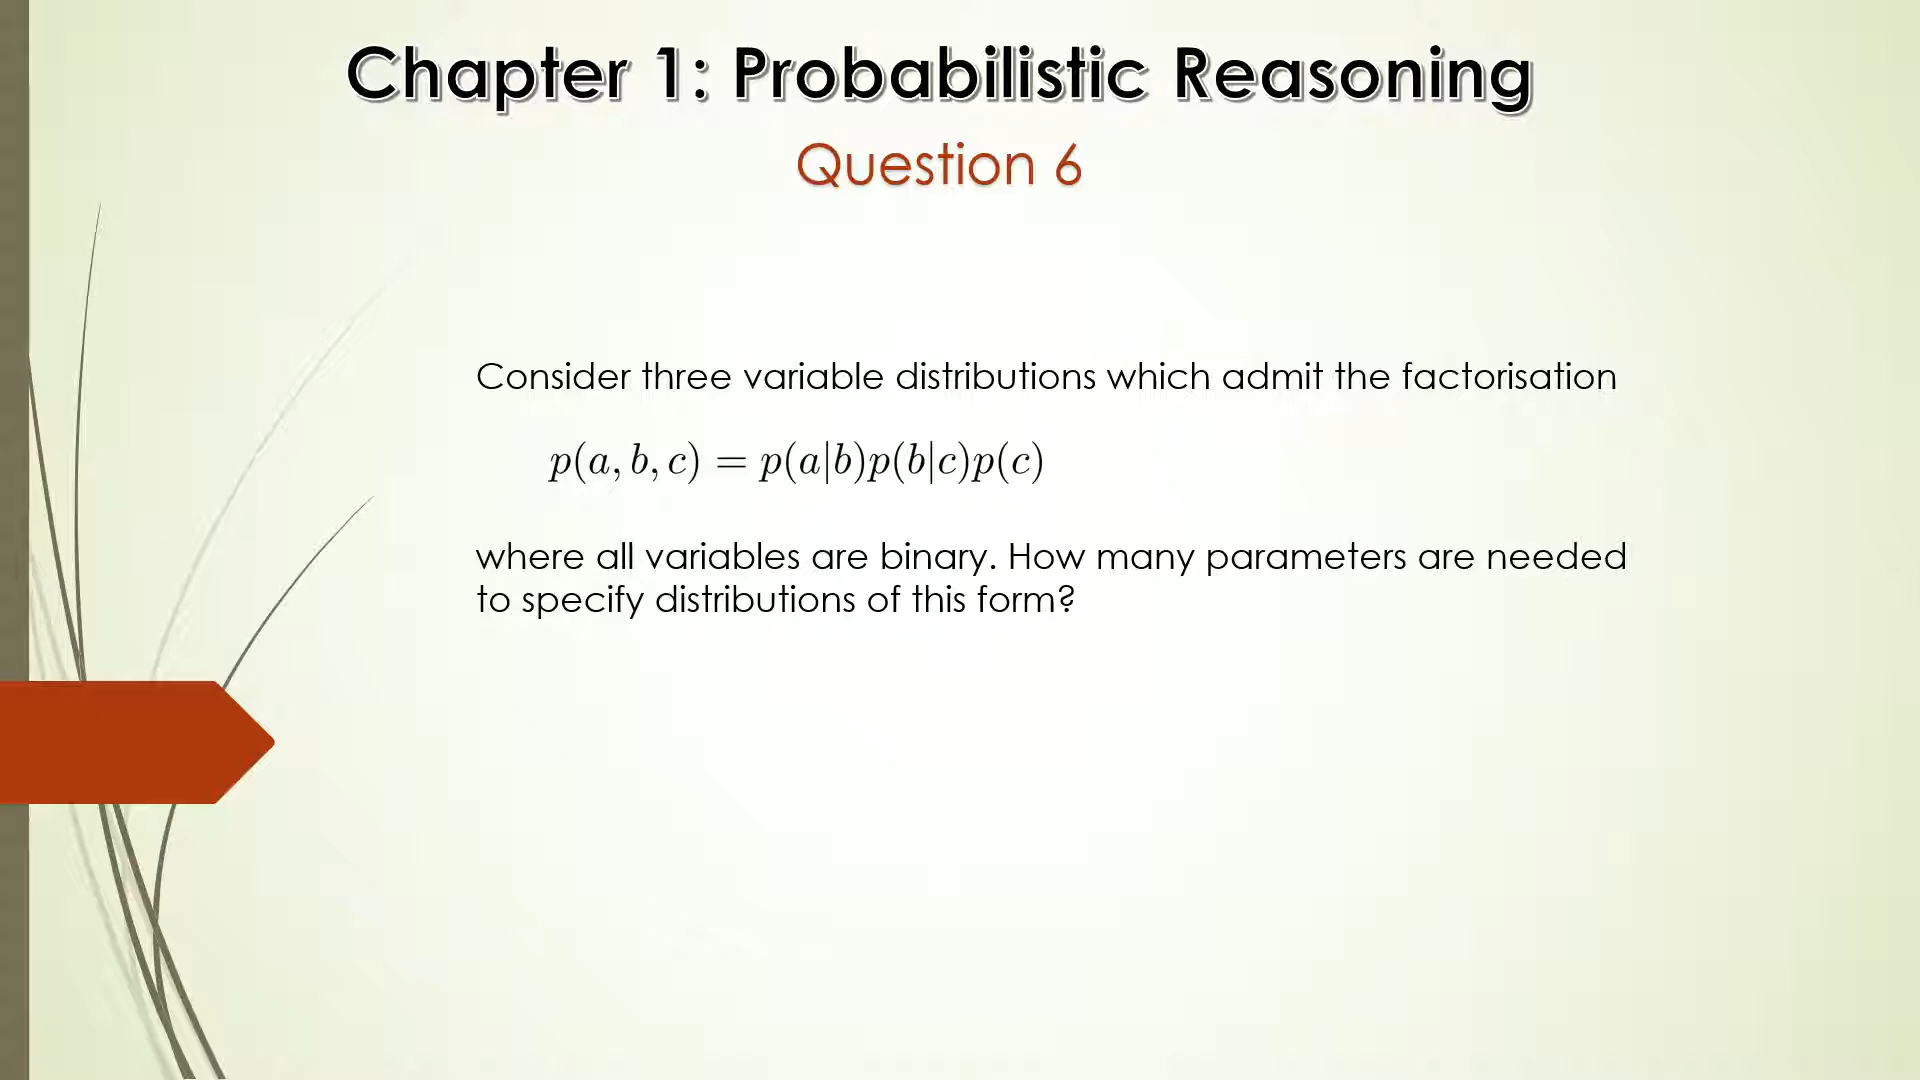 Chapter 1: Probabilistic Reasoning
Question 6
Consider three variable distributions which admit the factorisation
p(a, b, c) = p(a|b)p(b|c)p(c)
where all variables are binary. How many parameters are needed
to specify distributions of this form?